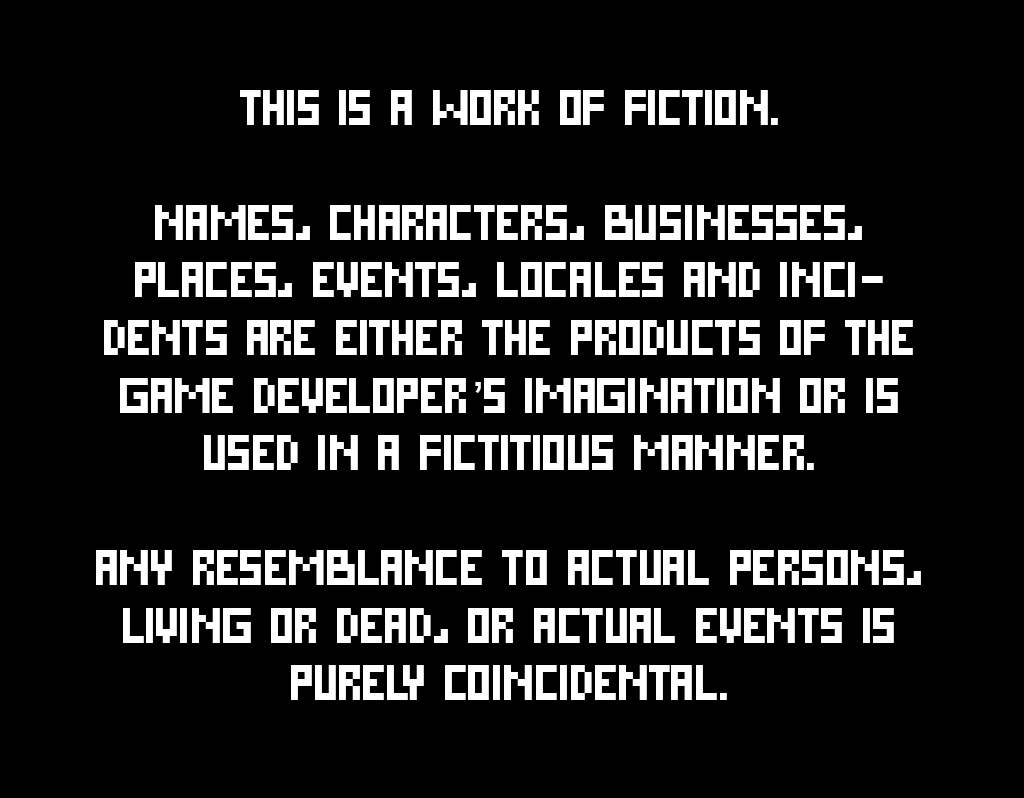 THIS IS A WORK OF FICTION.
NAMES, CHARACTERS, BUSINESSES,
PLACES, EVENTS, LOCALES AND INCI-
DENTS ARE EITHER THE PRODUCTS OF THE
GAME DEVELOPER'S IMAGINATION OR IS
USED IN A FICTITIOUS MANNER.
ANY RESEMBLANCE TO ACTUAL PERSONS,
LIVING OR DEAD, OR ACTUAL EVENTS IS
PURELY COINCIDENTAL.